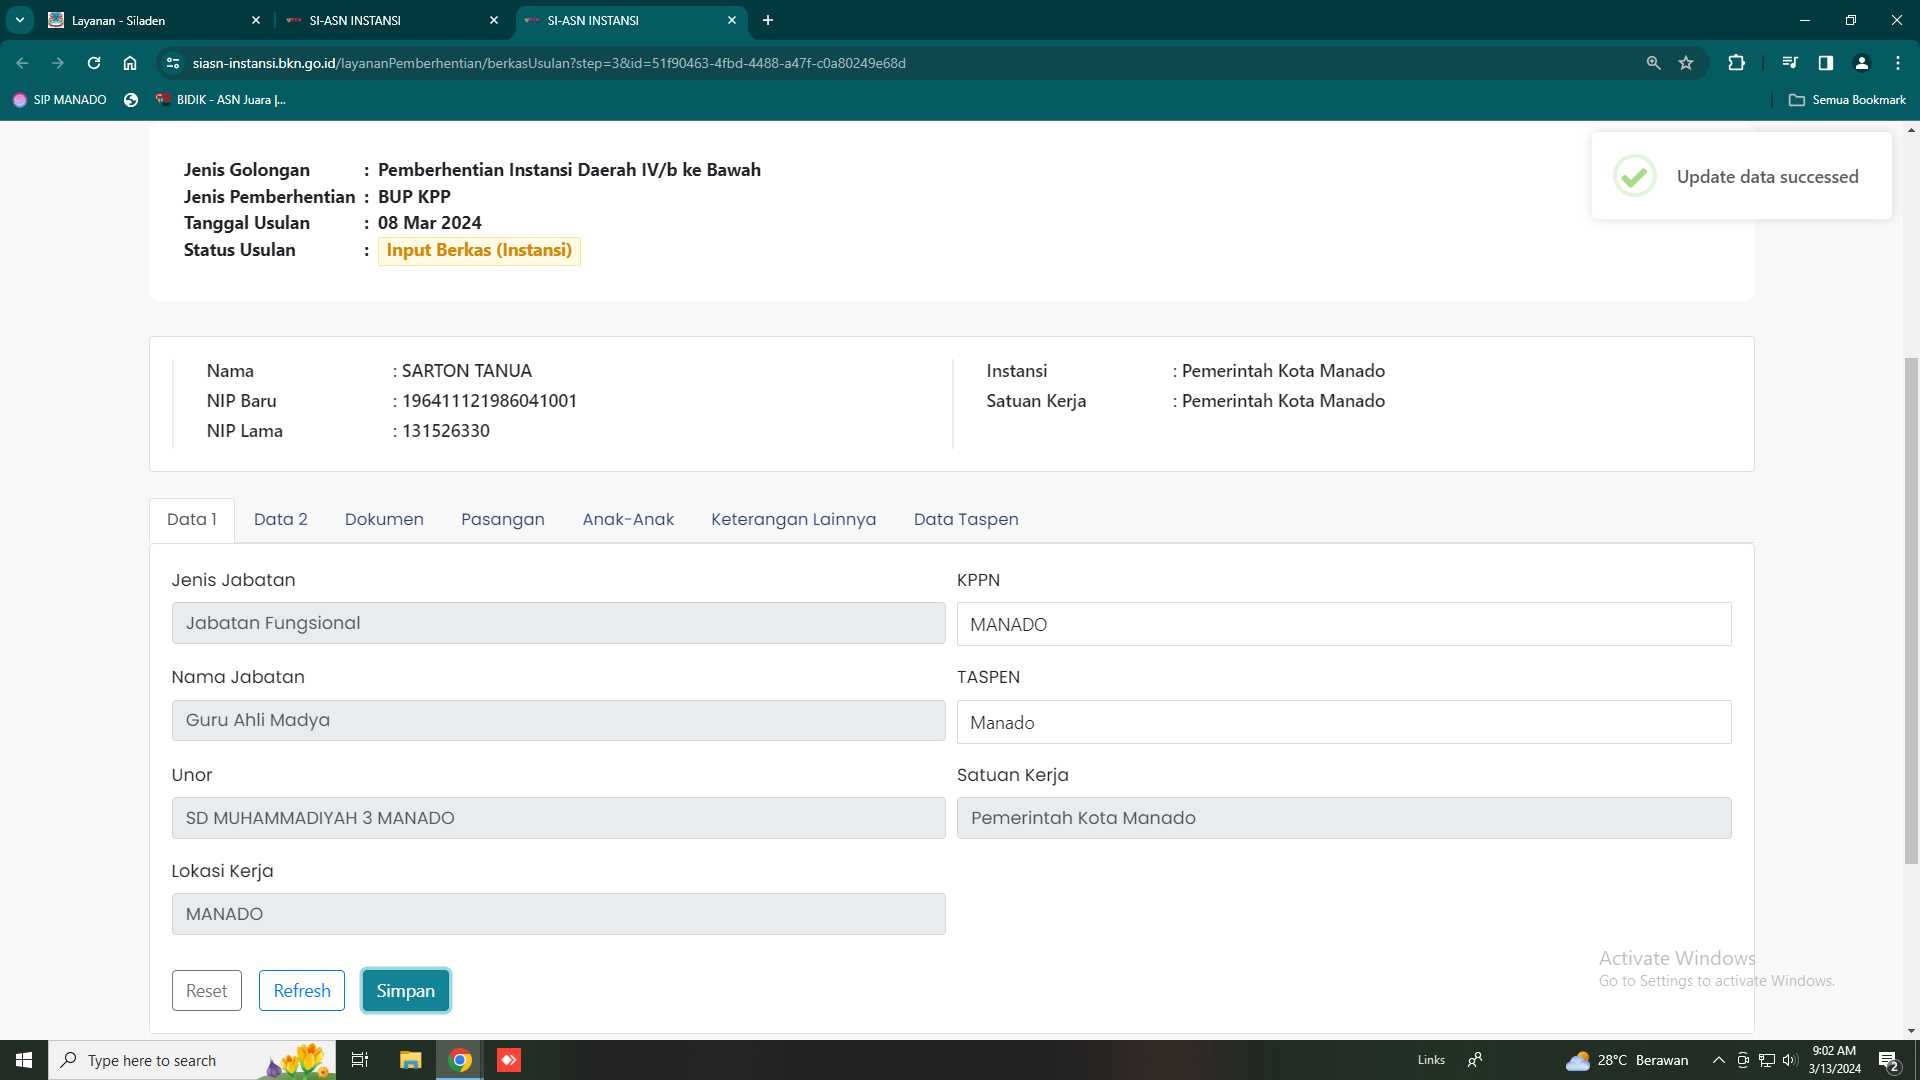 Layanan - Siladen
SI-ASN INSTANSI
SI-ASN INSTANSI
siasn-instansi.bkn.go.id/layananPemberhentian/berkasUsulan?step=3&id=51f90463-4fbd-4488-a47f-c0a80249e68d
SIP MANADO
BIDIK - ASN Juara |...
Semua Bookmark
Update data successed
Jenis Golongan : Pemberhentian Instansi Daerah IV/b ke Bawah
Jenis Pemberhentian : BUP KPP
Tanggal Usulan : 08 Mar 2024
Status Usulan : Input Berkas (Instansi)
Nama : SARTON TANUA
NIP Baru : 196411121986041001
NIP Lama : 131526330
Instansi : Pemerintah Kota Manado
Satuan Kerja : Pemerintah Kota Manado
Data 1 Data 2 Dokumen Pasangan Anak-Anak Keterangan Lainnya Data Taspen
Jenis Jabatan
Jabatan Fungsional
KPPN
MANADO
Nama Jabatan
Guru Ahli Madya
TASPEN
Manado
Unor
SD MUHAMMADIYAH 3 MANADO
Satuan Kerja
Pemerintah Kota Manado
Lokasi Kerja
MANADO
Reset Refresh Simpan
Activate Windows
Go to Settings to activate Windows.
Type here to search
Links
28°C Berawan
9:02 AM
3/13/2024
2